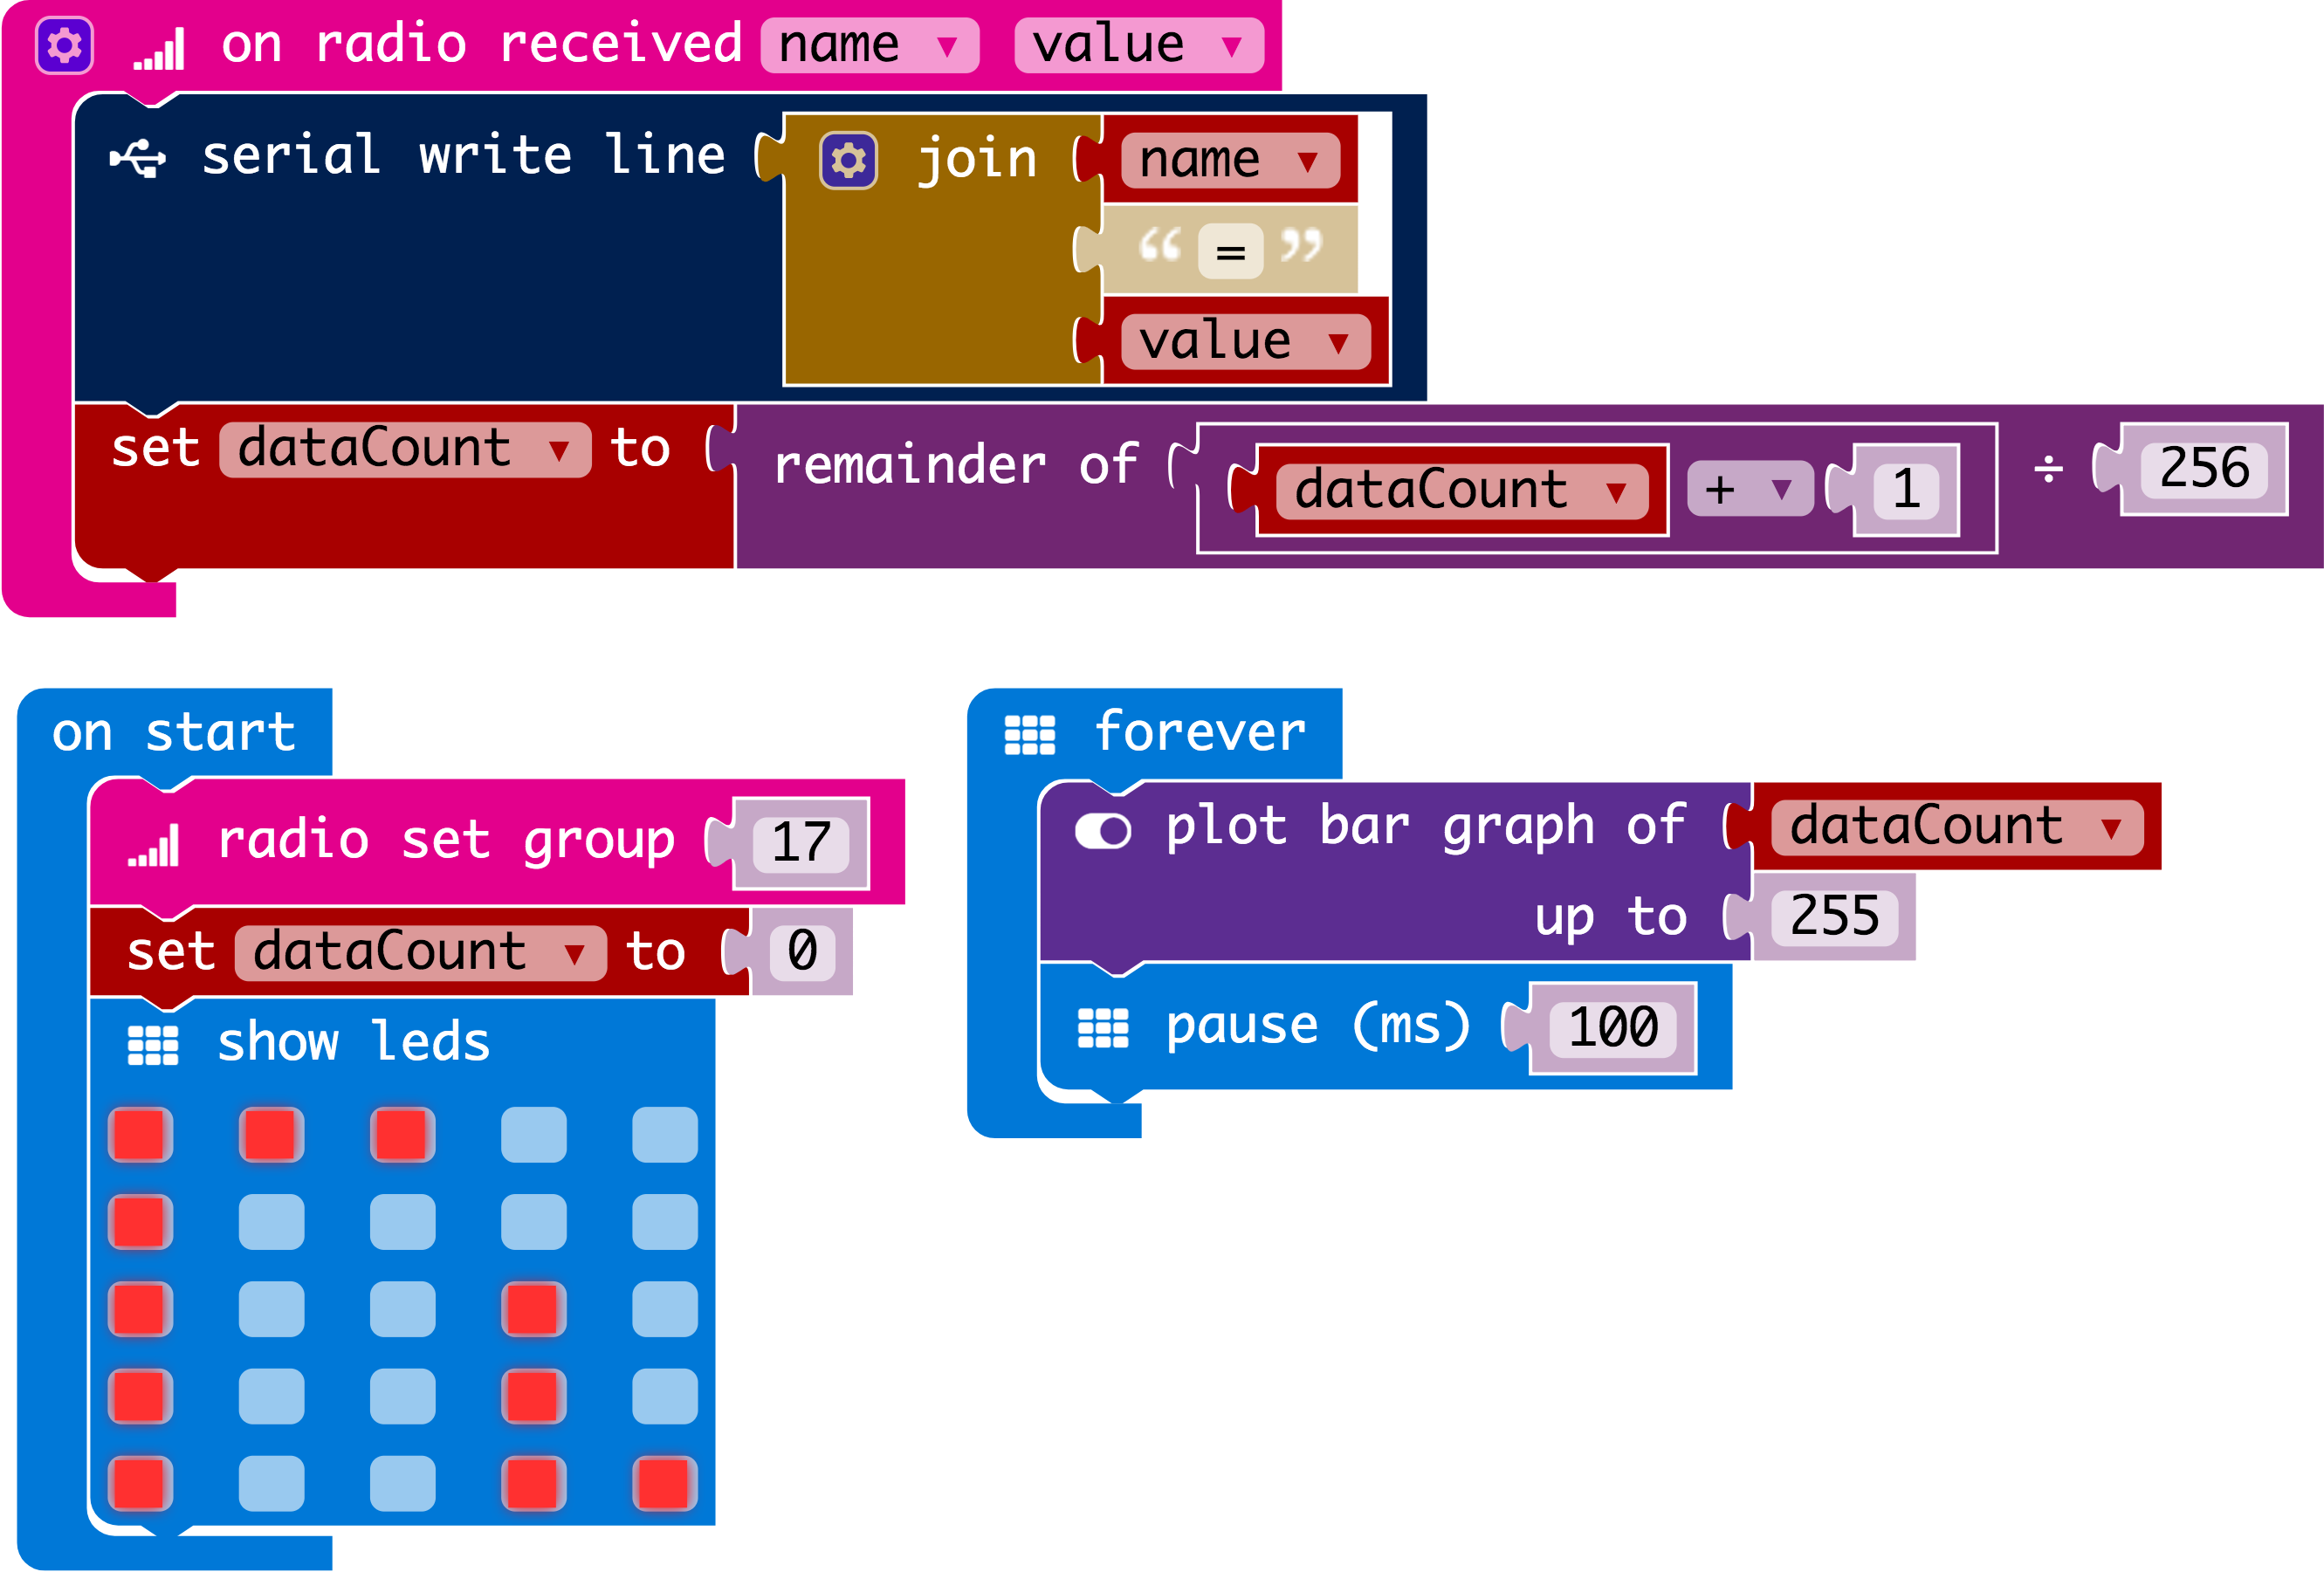 on radio received name value
serial write line join name
“ = ”
value
set dataCount to remainder of dataCount + 1 ÷ 256
on start
radio set group 17
set dataCount to 0
show leds
forever
plot bar graph of dataCount
up to 255
pause (ms) 100